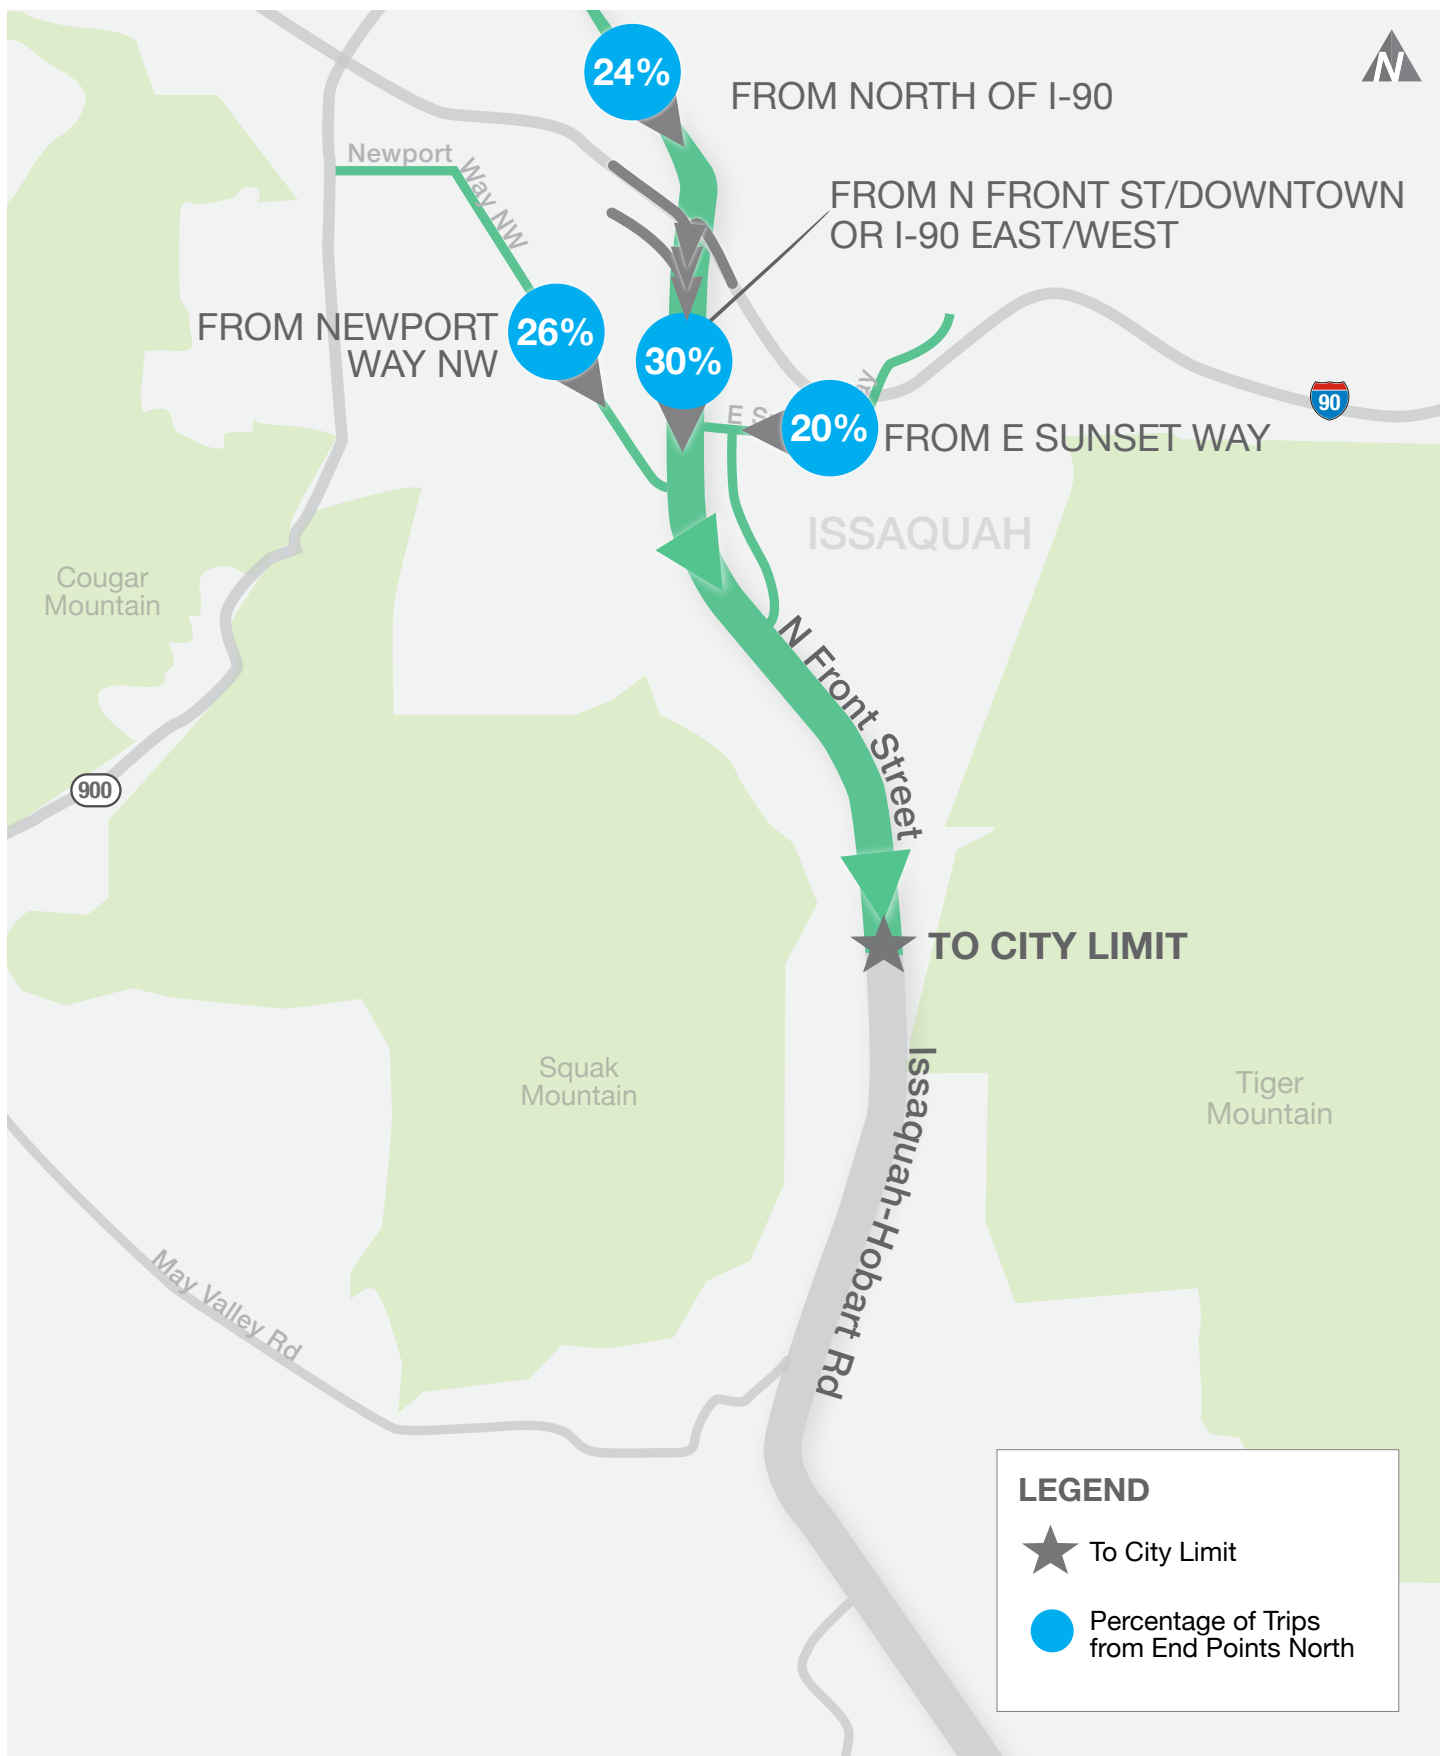 24%
FROM NORTH OF I-90
N
Newport
Way NW
FROM N FRONT ST/DOWNTOWN
OR I-90 EAST/WEST
FROM NEWPORT
WAY NW
26%
30%
90
E S
ay
20%
FROM E SUNSET WAY
ISSAQUAH
Cougar
Mountain
N Front Street
900
TO CITY LIMIT
Squak
Mountain
Issaquah-Hobart Rd
Tiger
Mountain
May Valley Rd
LEGEND
To City Limit
Percentage of Trips
from End Points North